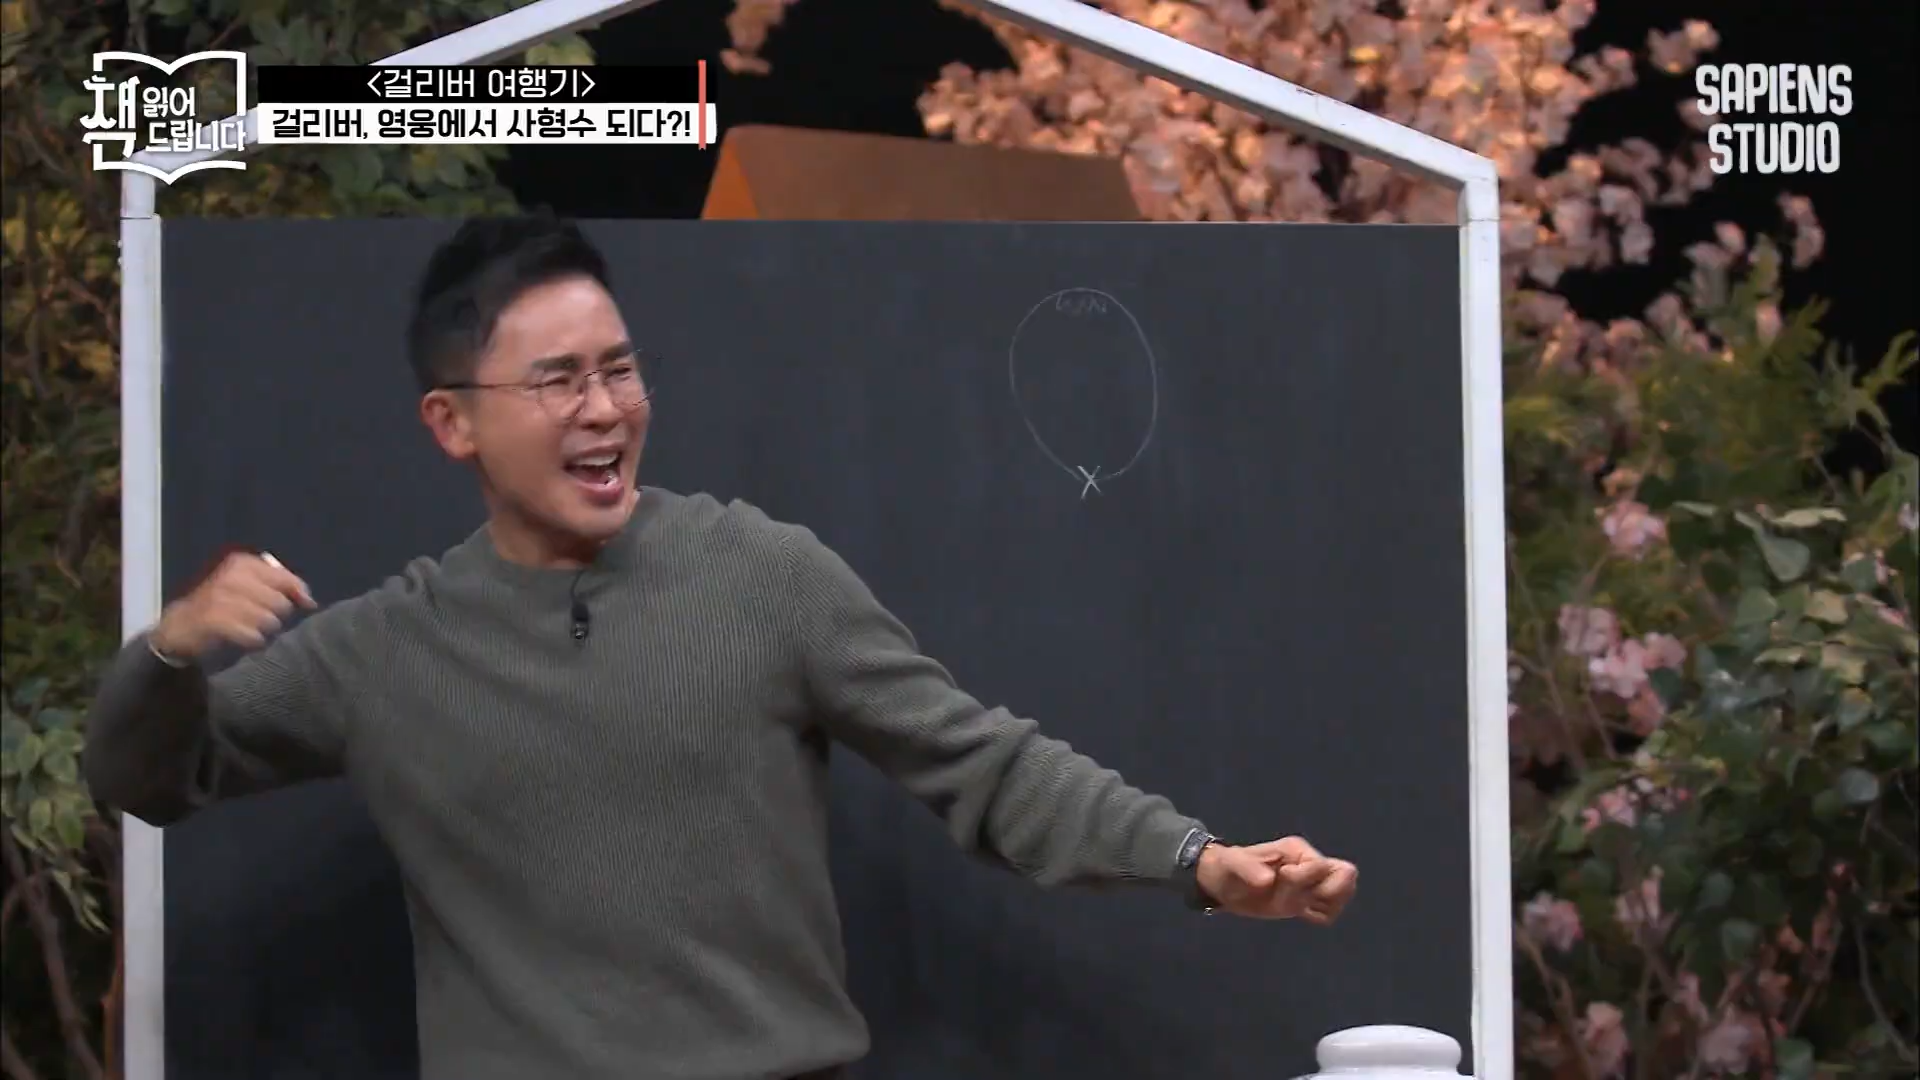 책 읽어
드립니다
<걸리버 여행기>
걸리버, 영웅에서 사형수 되다?!
SAPIENS
STUDIO
X